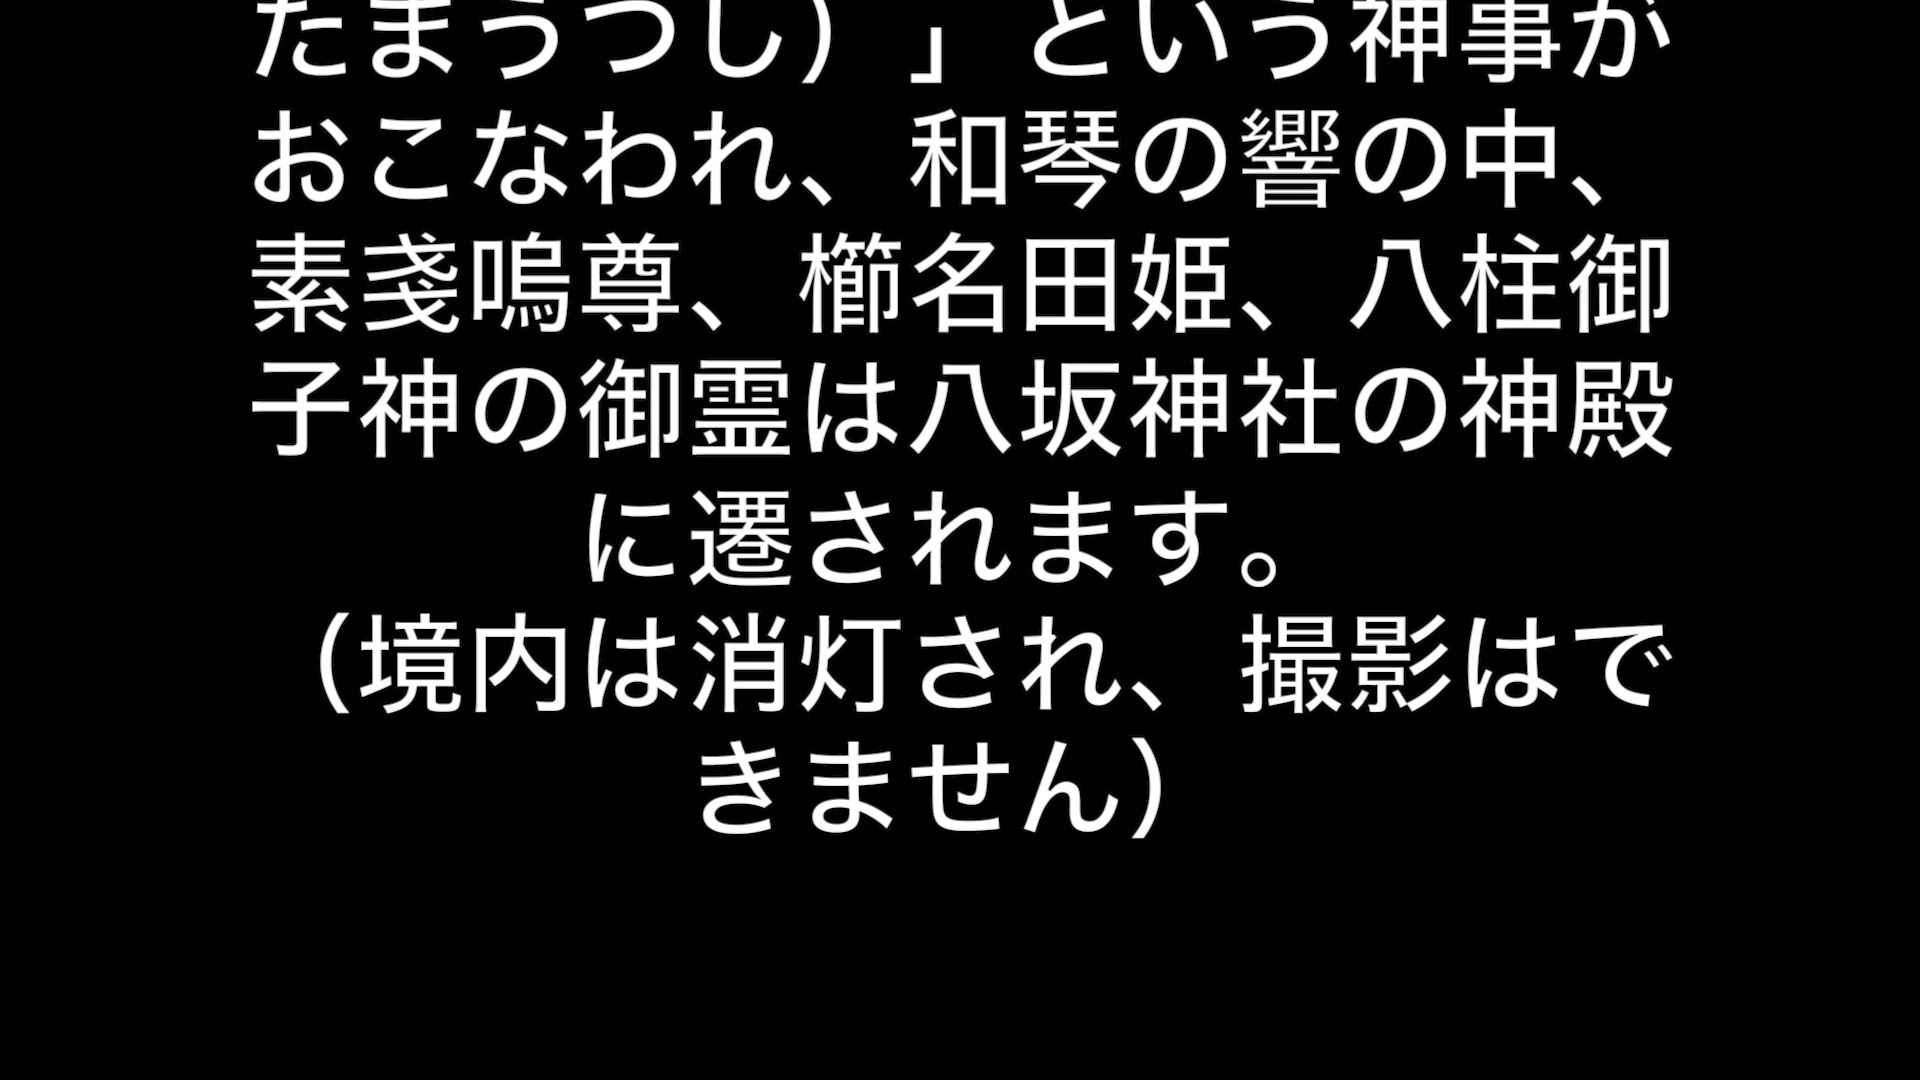 たまうつし）」という神事が
おこなわれ、和琴の響の中、
素戔嗚尊、櫛名田姫、八柱御
子神の御霊は八坂神社の神殿
に遷されます。
（境内は消灯され、撮影はで
きません）